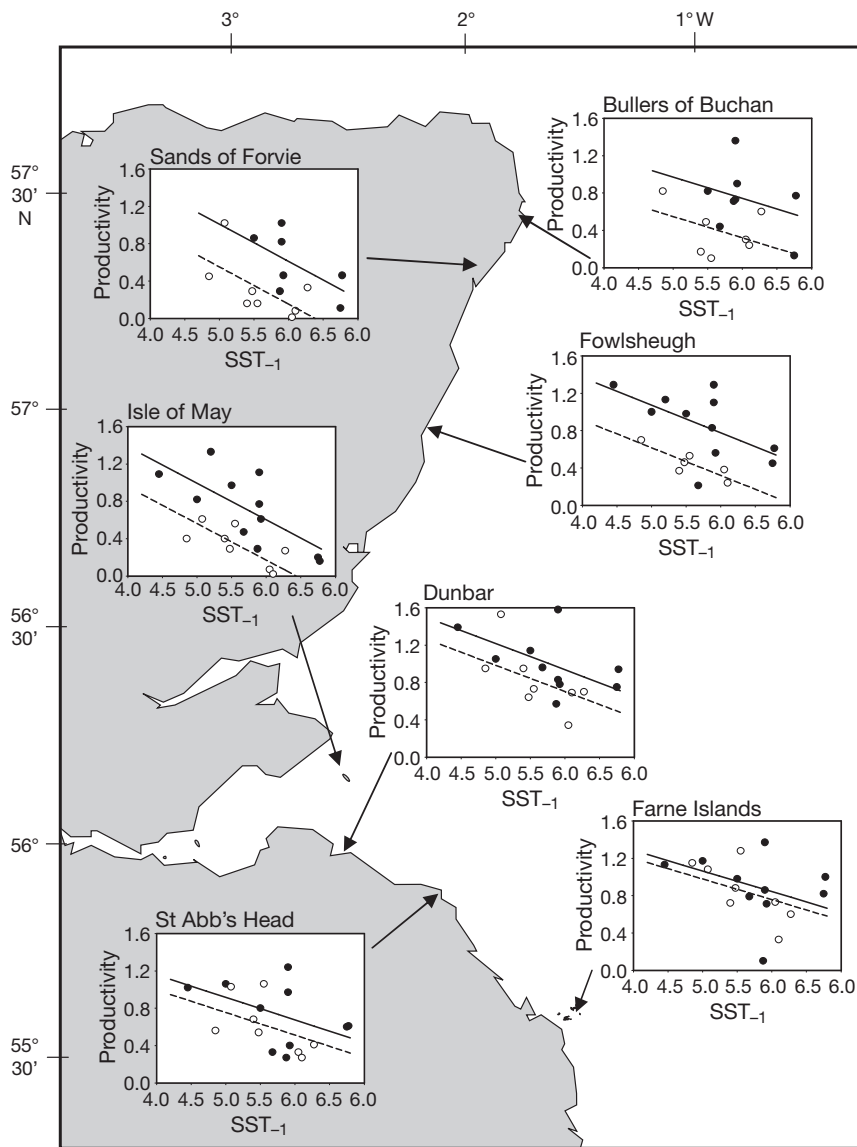 3°
2°
1° W
57°
30'
N
57°
56°
30'
56°
55°
30'
Sands of Forvie
Productivity
1.6
1.2
0.8
0.4
0.0
4.0 4.5 5.0 5.5 6.0 6.5 6.0
SST–1
Bullers of Buchan
Productivity
1.6
1.2
0.8
0.4
0.0
4.0 4.5 5.0 5.5 6.0 6.5 6.0
SST–1
Fowlsheugh
Productivity
1.6
1.2
0.8
0.4
0.0
4.0 4.5 5.0 5.5 6.0 6.5 6.0
SST–1
Isle of May
Productivity
1.6
1.2
0.8
0.4
0.0
4.0 4.5 5.0 5.5 6.0 6.5 6.0
SST–1
Dunbar
Productivity
1.6
1.2
0.8
0.4
0.0
4.0 4.5 5.0 5.5 6.0 6.5 6.0
SST–1
Farne Islands
Productivity
1.6
1.2
0.8
0.4
0.0
4.0 4.5 5.0 5.5 6.0 6.5 6.0
SST–1
St Abb's Head
Productivity
1.6
1.2
0.8
0.4
0.0
4.0 4.5 5.0 5.5 6.0 6.5 6.0
SST–1